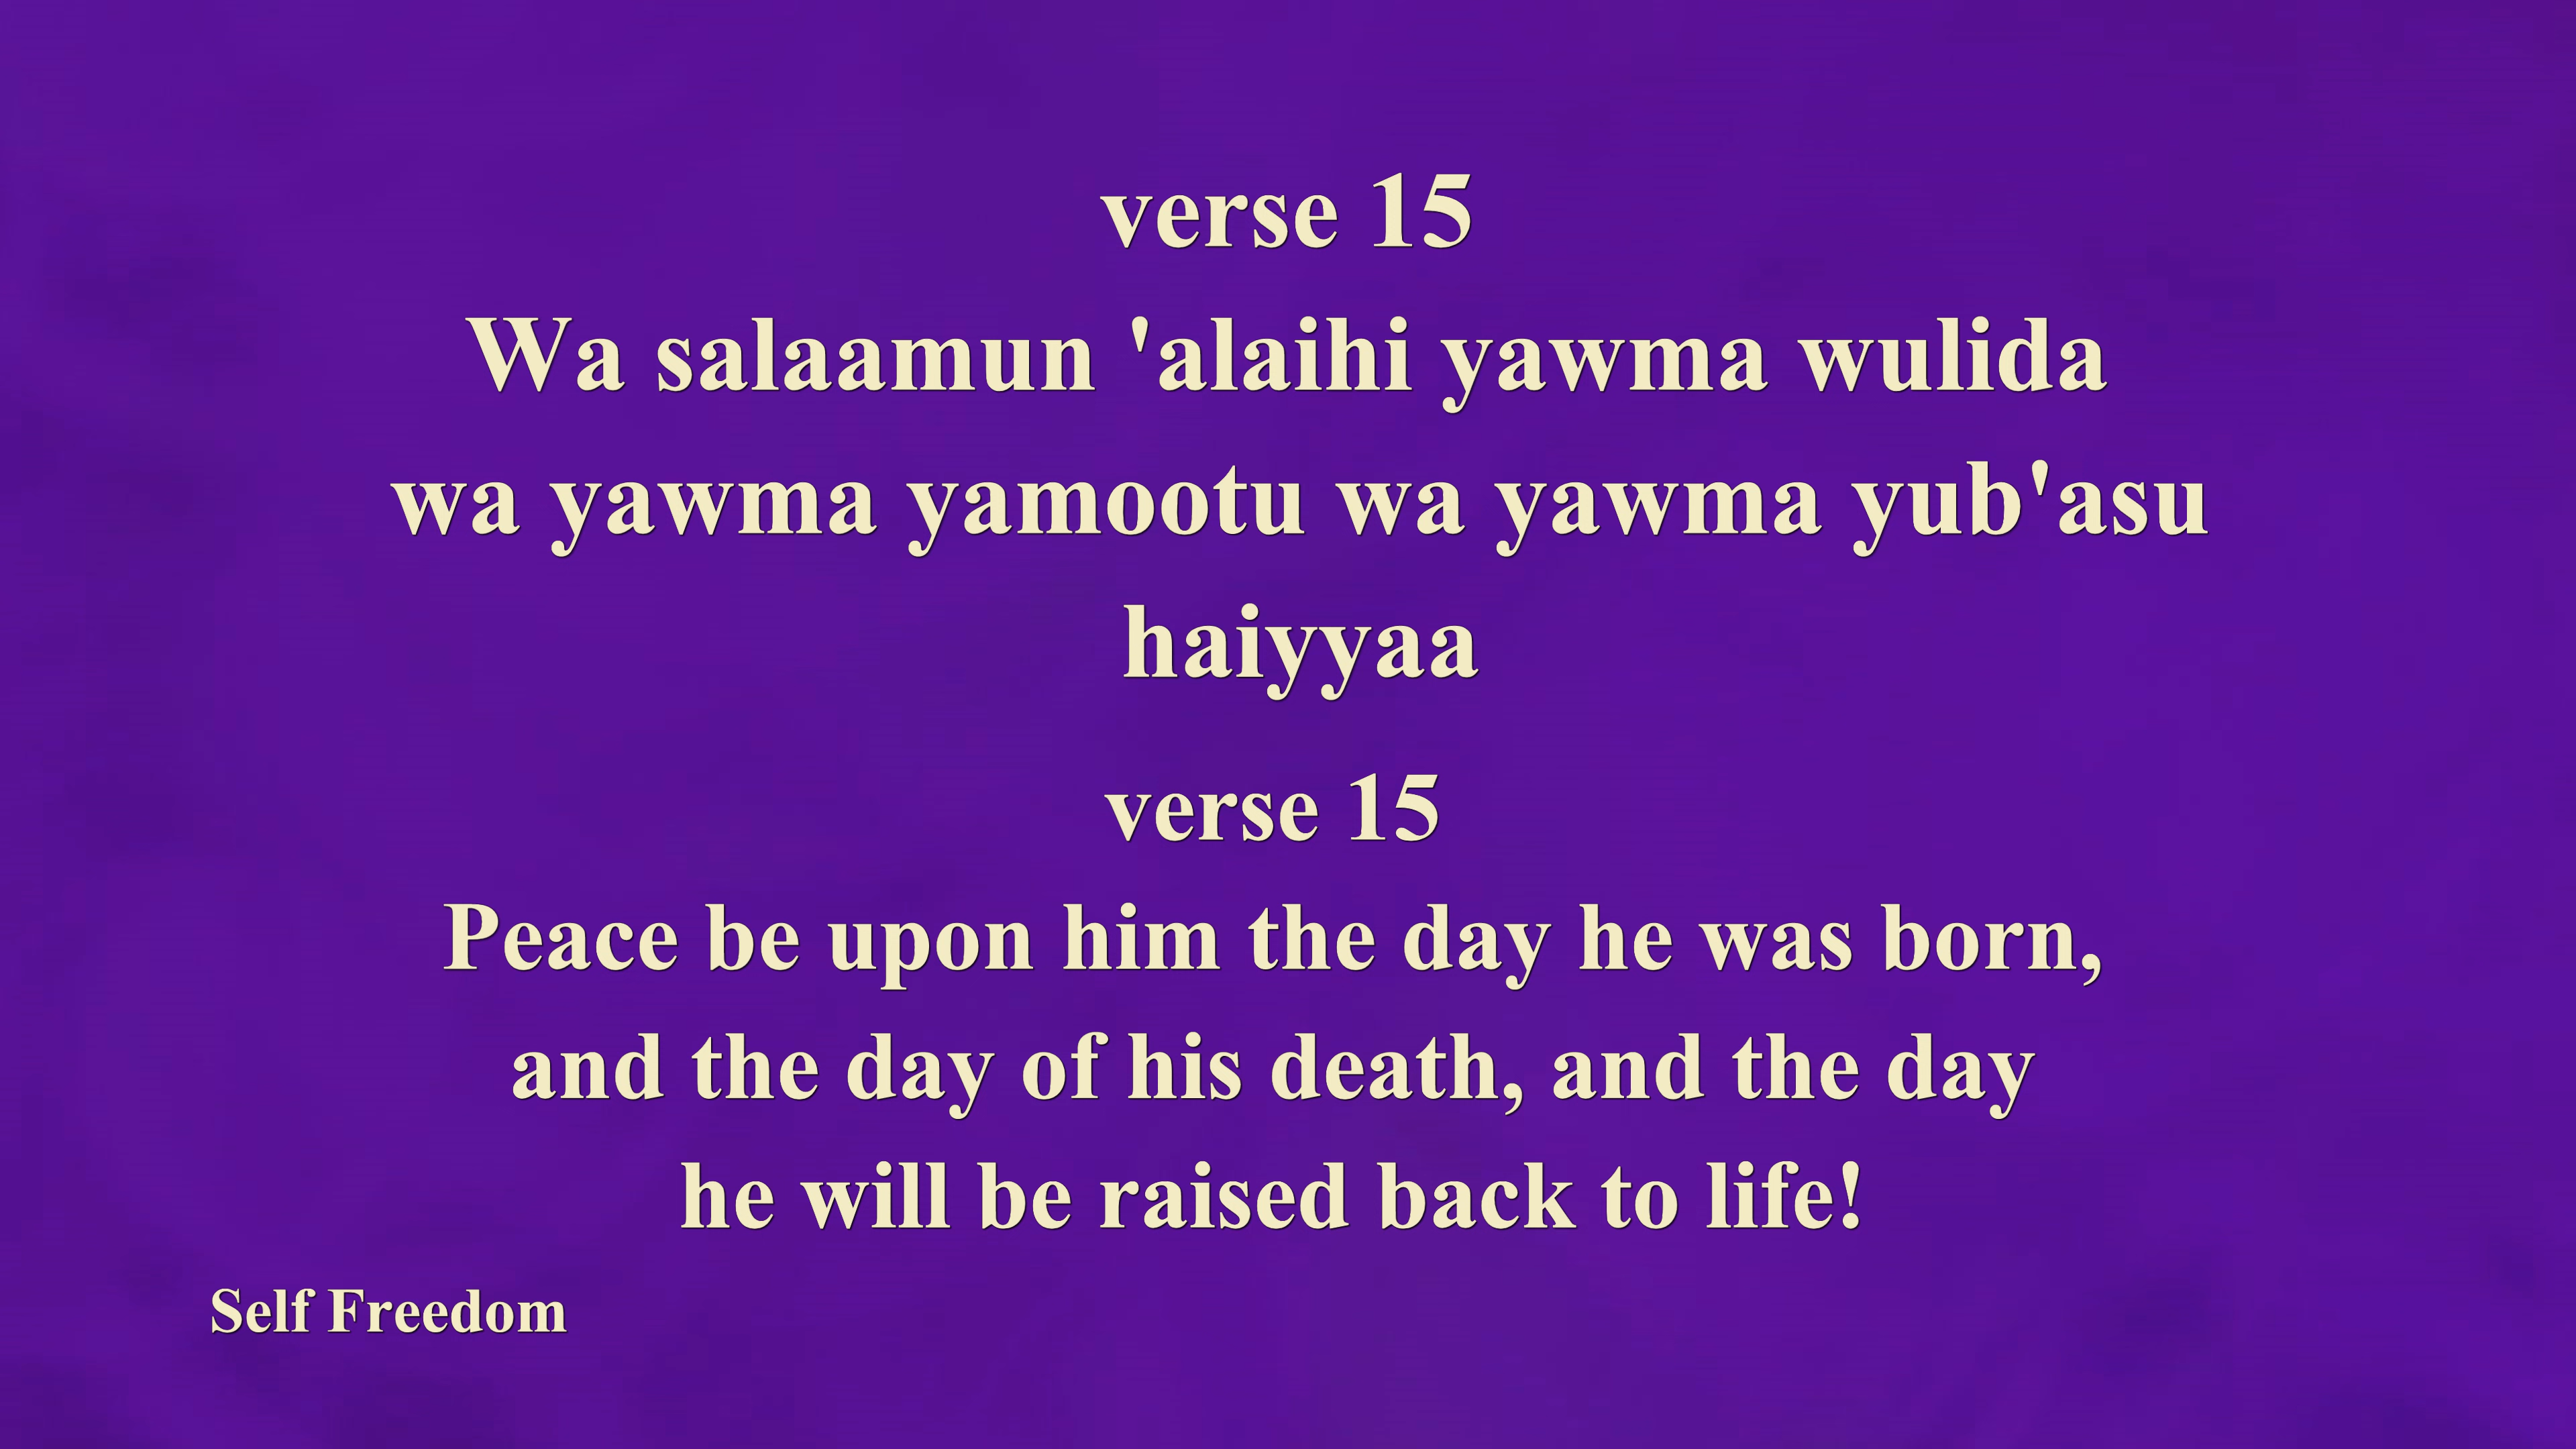 verse 15
Wa salaamun 'alaihi yawma wulida
wa yawma yamootu wa yawma yub'asu
haiyyaa
verse 15
Peace be upon him the day he was born,
and the day of his death, and the day
he will be raised back to life!
Self Freedom